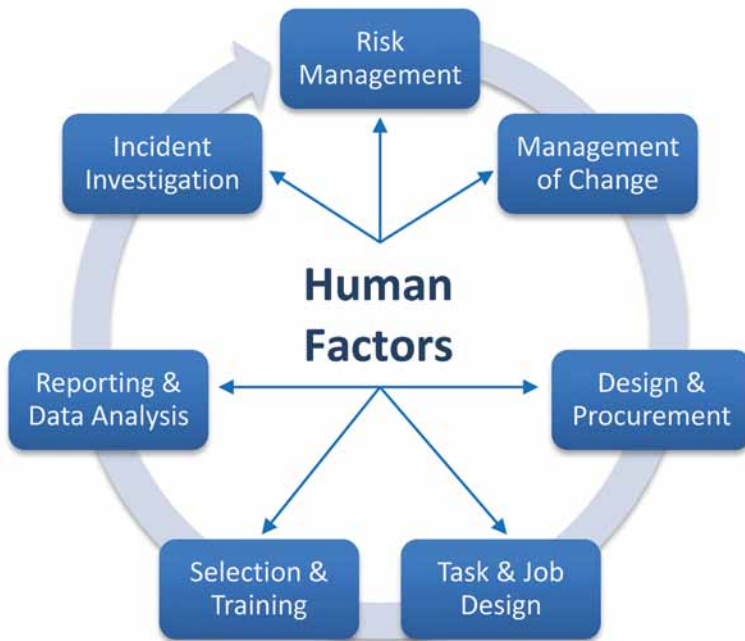 Risk
Management
Incident
Investigation
Management
of Change
Human
Factors
Reporting &
Data Analysis
Design &
Procurement
Selection &
Training
Task & Job
Design